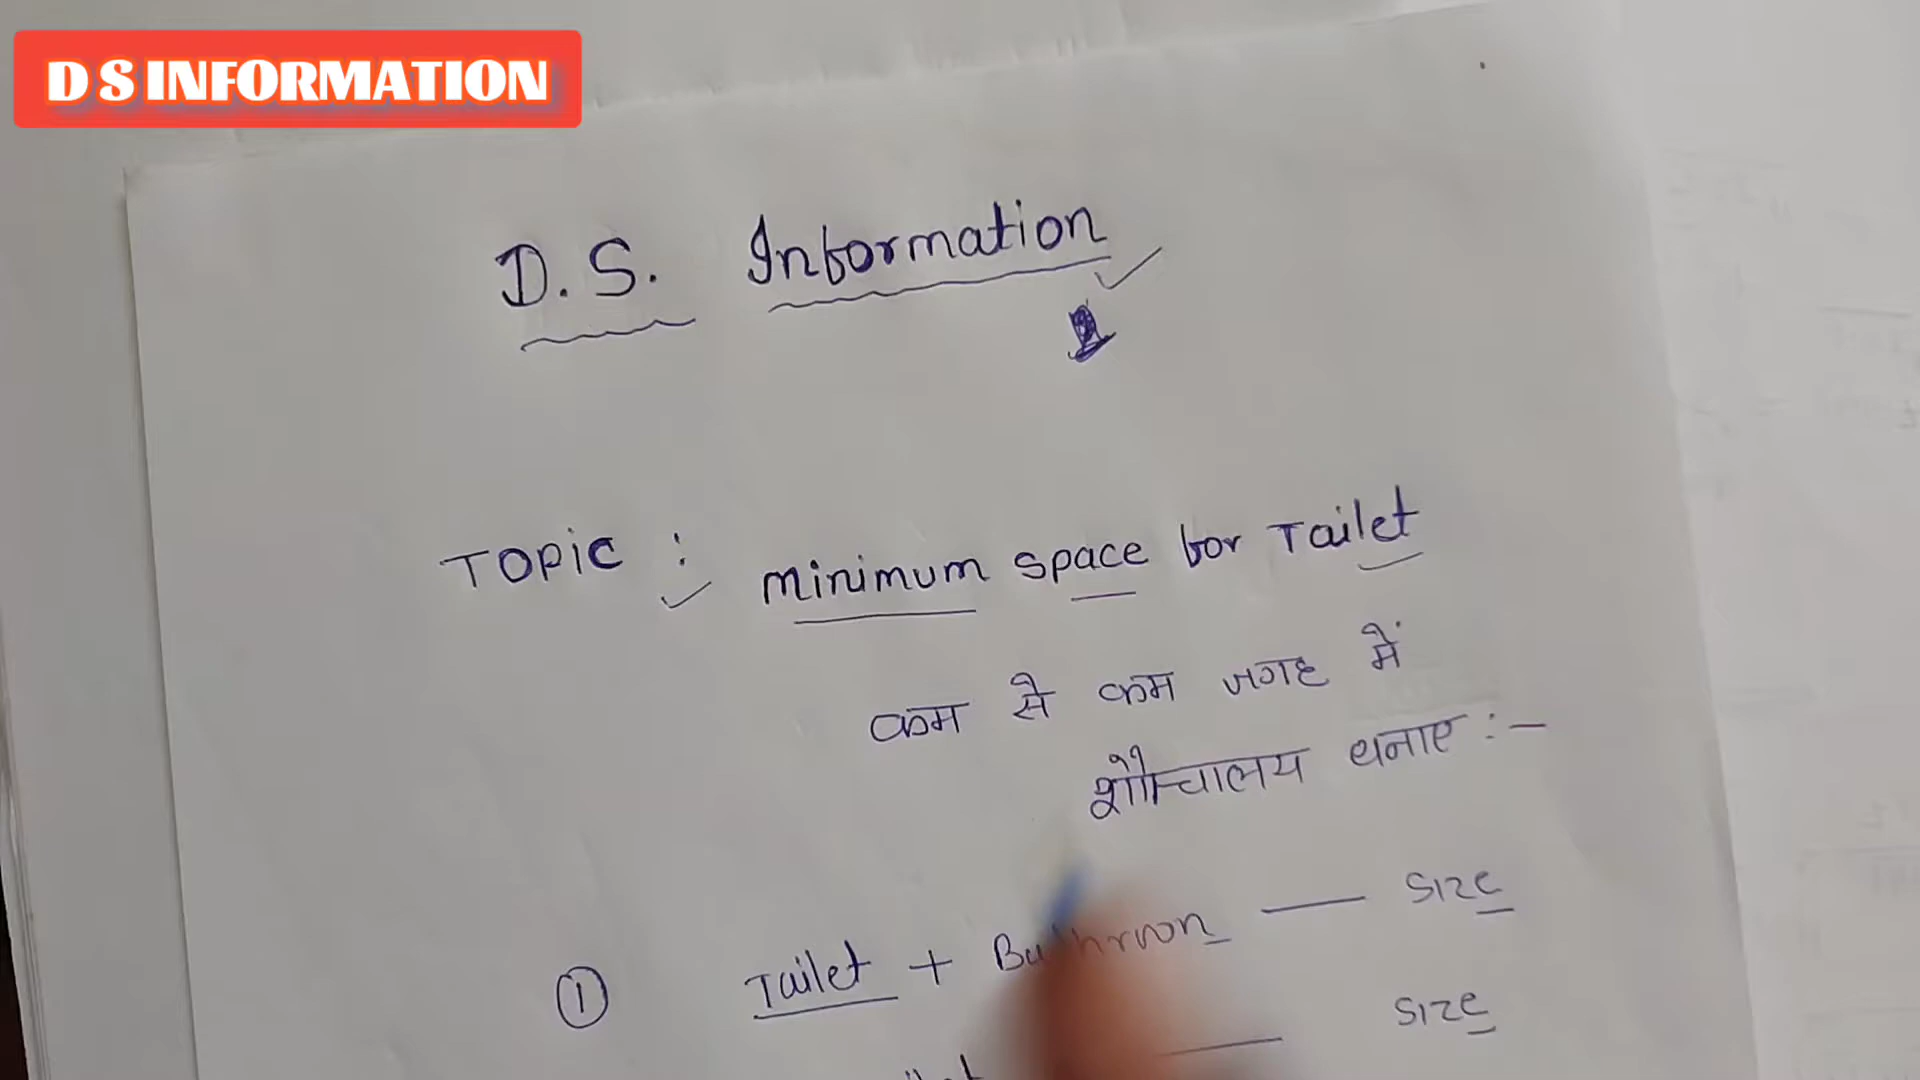 D S INFORMATION
D.S. Information
TOPIC : minimum space for Tailet
कम से कम जगह में
शौचालय बनाए :-
① Tailet + — size
— size